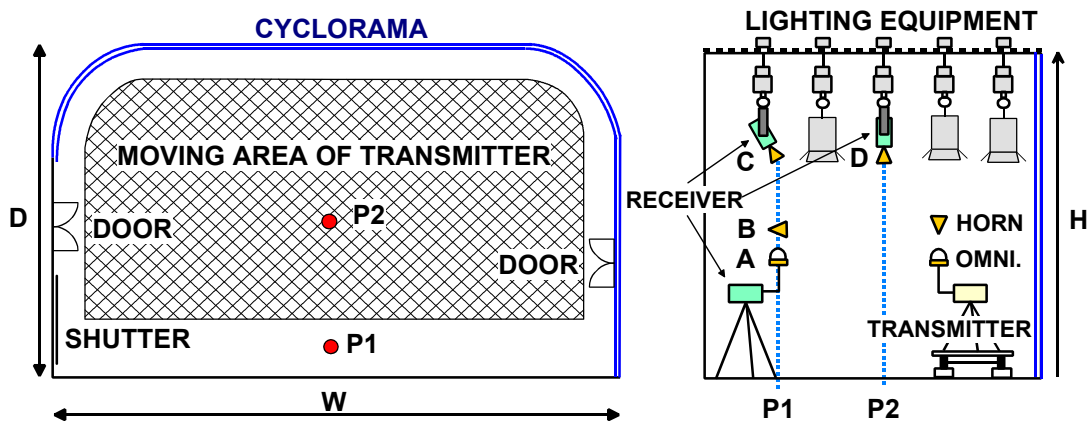 CYCLORAMA
MOVING AREA OF TRANSMITTER
D
DOOR
P2
DOOR
SHUTTER
P1
W
LIGHTING EQUIPMENT
C
D
RECEIVER
B
A
HORN
OMNI.
H
TRANSMITTER
P1
P2